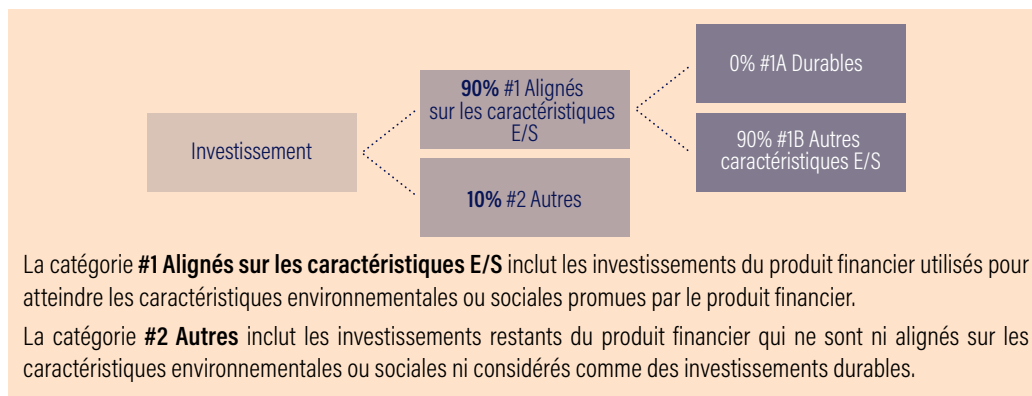 Investissement
90% #1 Alignés
sur les caractéristiques
E/S
10% #2 Autres
0% #1A Durables
90% #1B Autres
caractéristiques E/S
La catégorie #1 Alignés sur les caractéristiques E/S inclut les investissements du produit financier utilisés pour
atteindre les caractéristiques environnementales ou sociales promues par le produit financier.
La catégorie #2 Autres inclut les investissements restants du produit financier qui ne sont ni alignés sur les
caractéristiques environnementales ou sociales ni considérés comme des investissements durables.